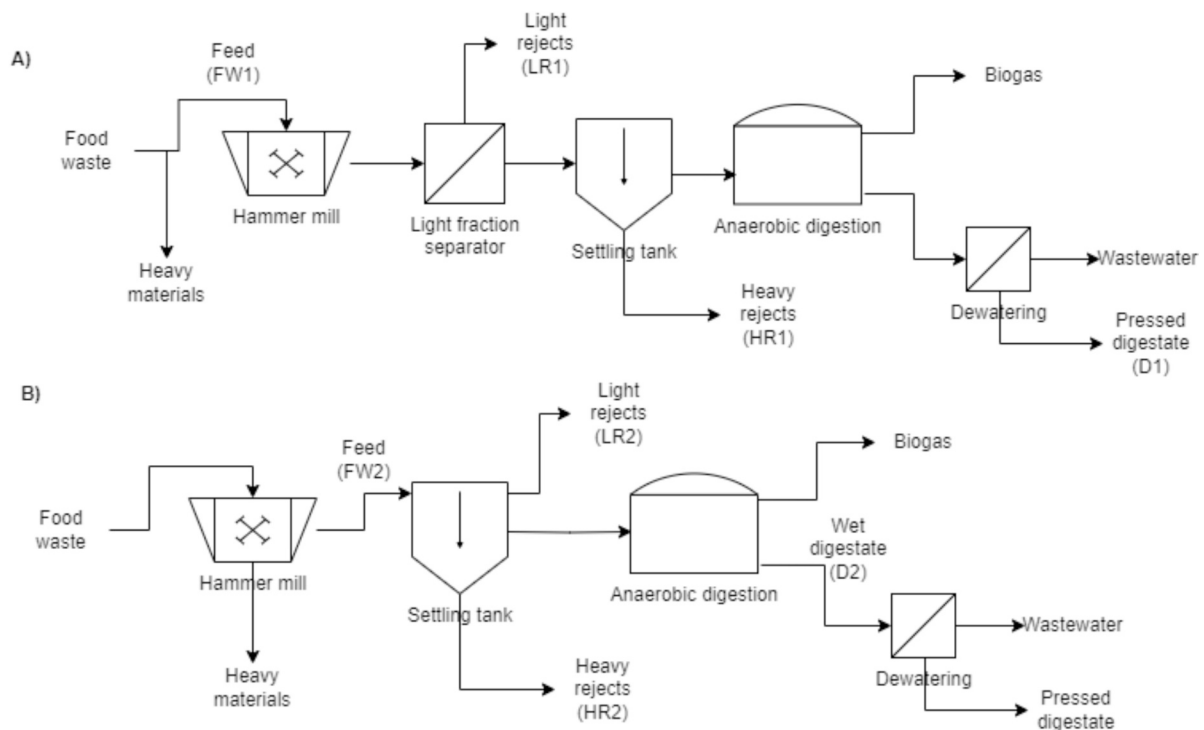 A)
Food
waste
Heavy
materials
Feed
(FW1)
Hammer mill
Light
rejects
(LR1)
Light fraction
separator
Settling tank
Heavy
rejects
(HR1)
Anaerobic digestion
Biogas
Dewatering
Wastewater
Pressed
digestate
(D1)
B)
Food
waste
Hammer mill
Heavy
materials
Feed
(FW2)
Light
rejects
(LR2)
Settling tank
Heavy
rejects
(HR2)
Anaerobic digestion
Biogas
Wet
digestate
(D2)
Dewatering
Wastewater
Pressed
digestate